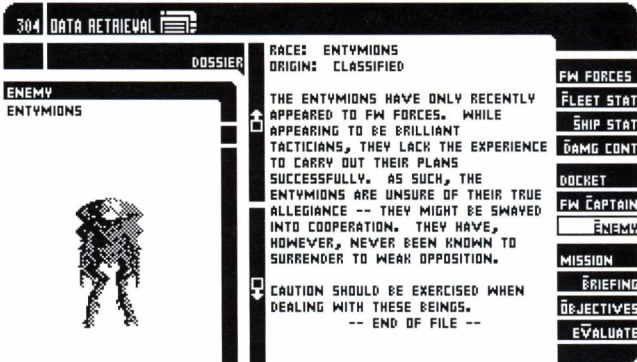 304 DATA RETRIEVAL
DOSSIER
ENEMY
ENTYMIONS
RACE: ENTYMIONS
ORIGIN: CLASSIFIED
THE ENTYMIONS HAVE ONLY RECENTLY
APPEARED TO FW FORCES. WHILE
APPEARING TO BE BRILLIANT
TACTICIANS, THEY LACK THE EXPERIENCE
TO CARRY OUT THEIR PLANS
SUCCESSFULLY. AS SUCH, THE
ENTYMIONS ARE UNSURE OF THEIR TRUE
ALLEGIANCE -- THEY MIGHT BE SWAYED
INTO COOPERATION. THEY HAVE,
HOWEVER, NEVER BEEN KNOWN TO
SURRENDER TO WEAK OPPOSITION.
CAUTION SHOULD BE EXERCISED WHEN
DEALING WITH THESE BEINGS.
-- END OF FILE --
FW FORCES
FLEET STAT
SHIP STAT
DAMG CONT
DOCKET
FW CAPTAIN
ENEMY
MISSION
BRIEFING
OBJECTIVES
EVALUATE